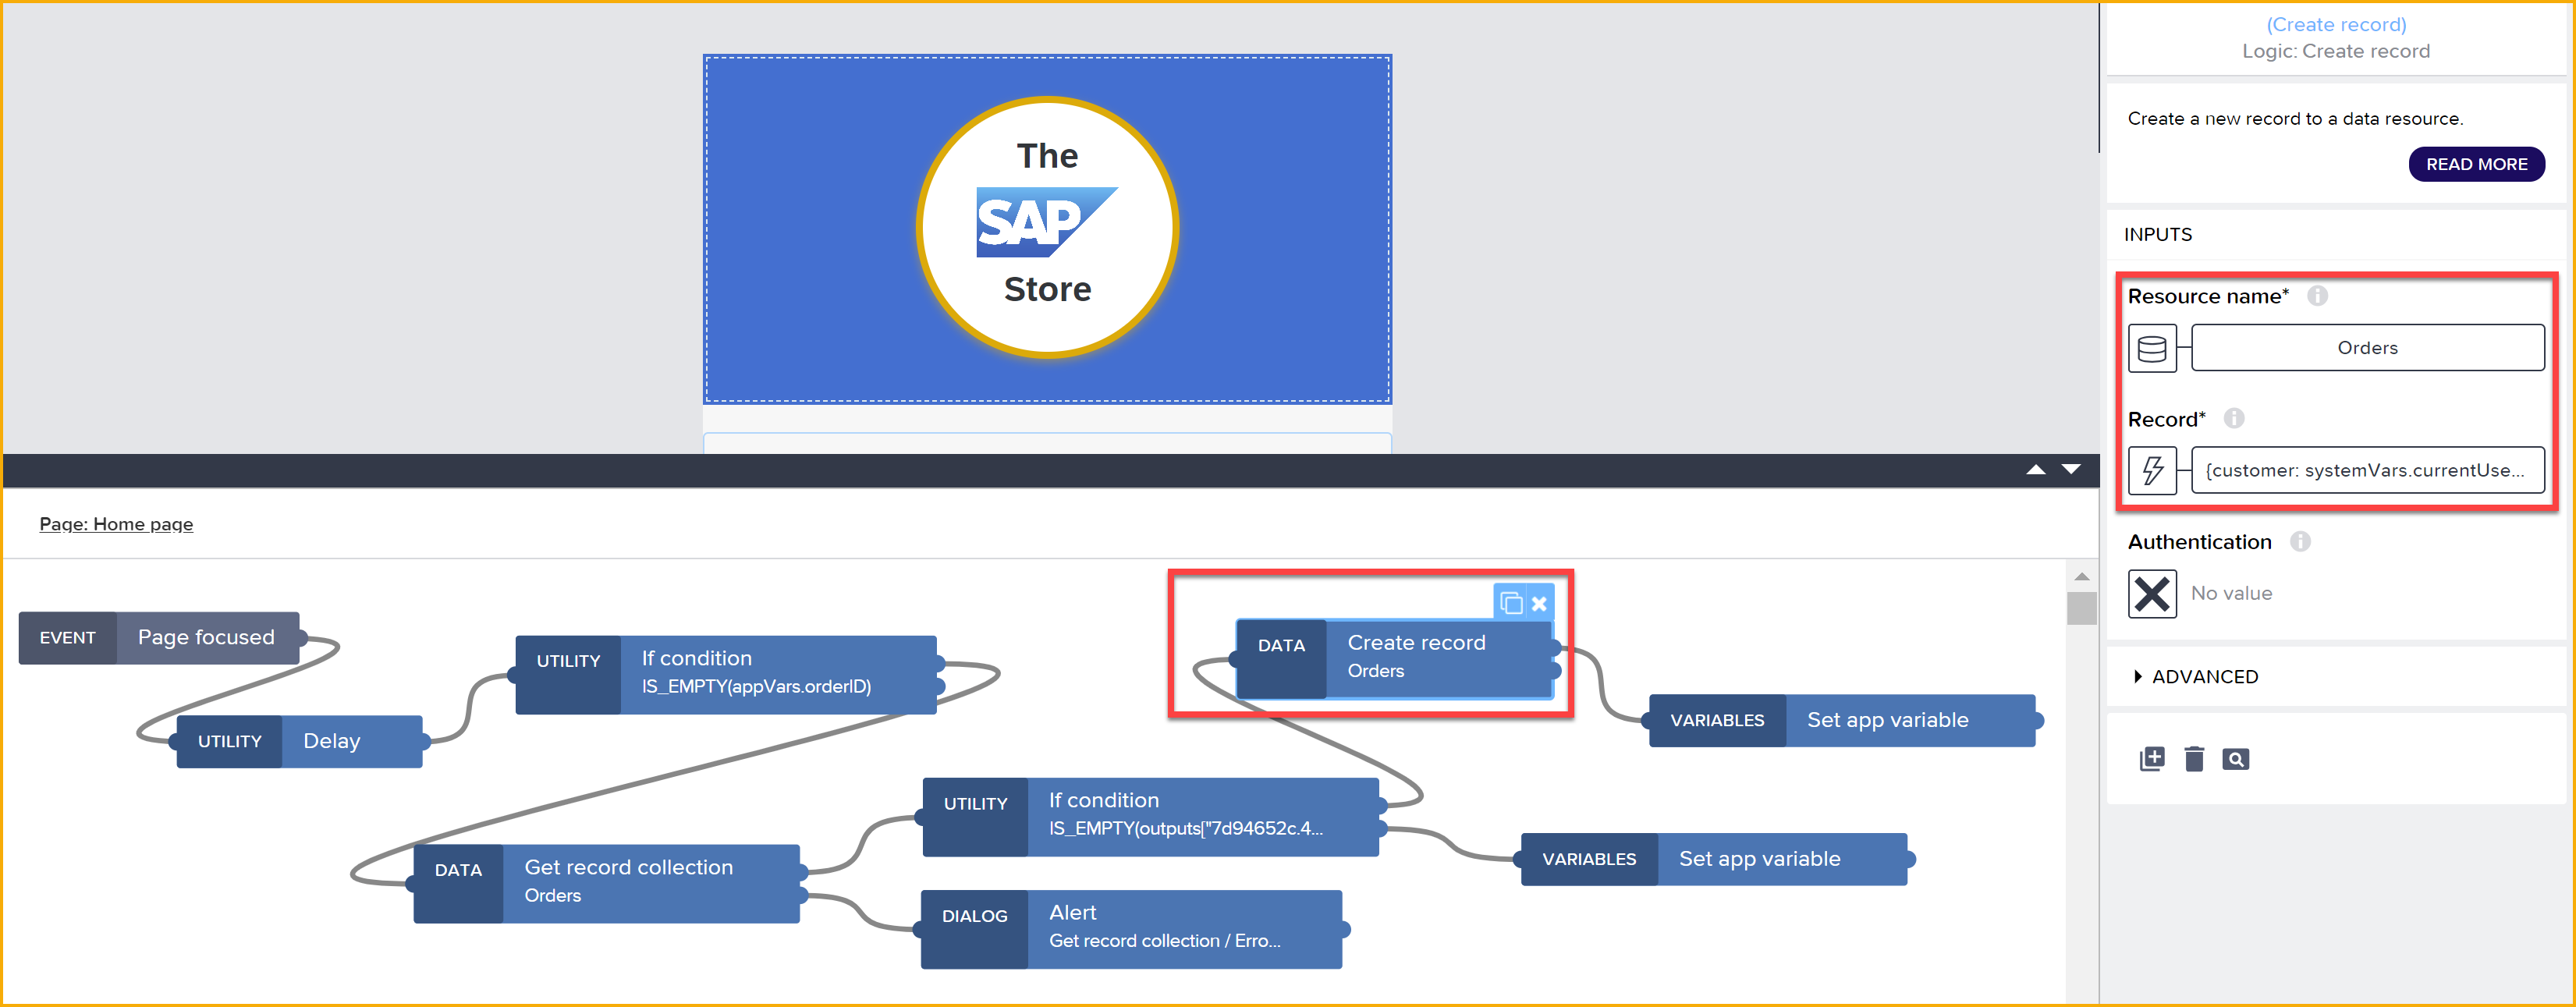 The
SAP
Store
Page: Home page
EVENT Page focused
UTILITY Delay
UTILITY If condition
IS_EMPTY(appVars.orderID)
DATA Create record
Orders
VARIABLES Set app variable
UTILITY If condition
IS_EMPTY(outputs["7d94652c.4...
DATA Get record collection
Orders
VARIABLES Set app variable
DIALOG Alert
Get record collection / Erro...
(Create record)
Logic: Create record
Create a new record to a data resource.
READ MORE
INPUTS
Resource name*
Orders
Record*
{customer: systemVars.currentUse...
Authentication
No value
ADVANCED